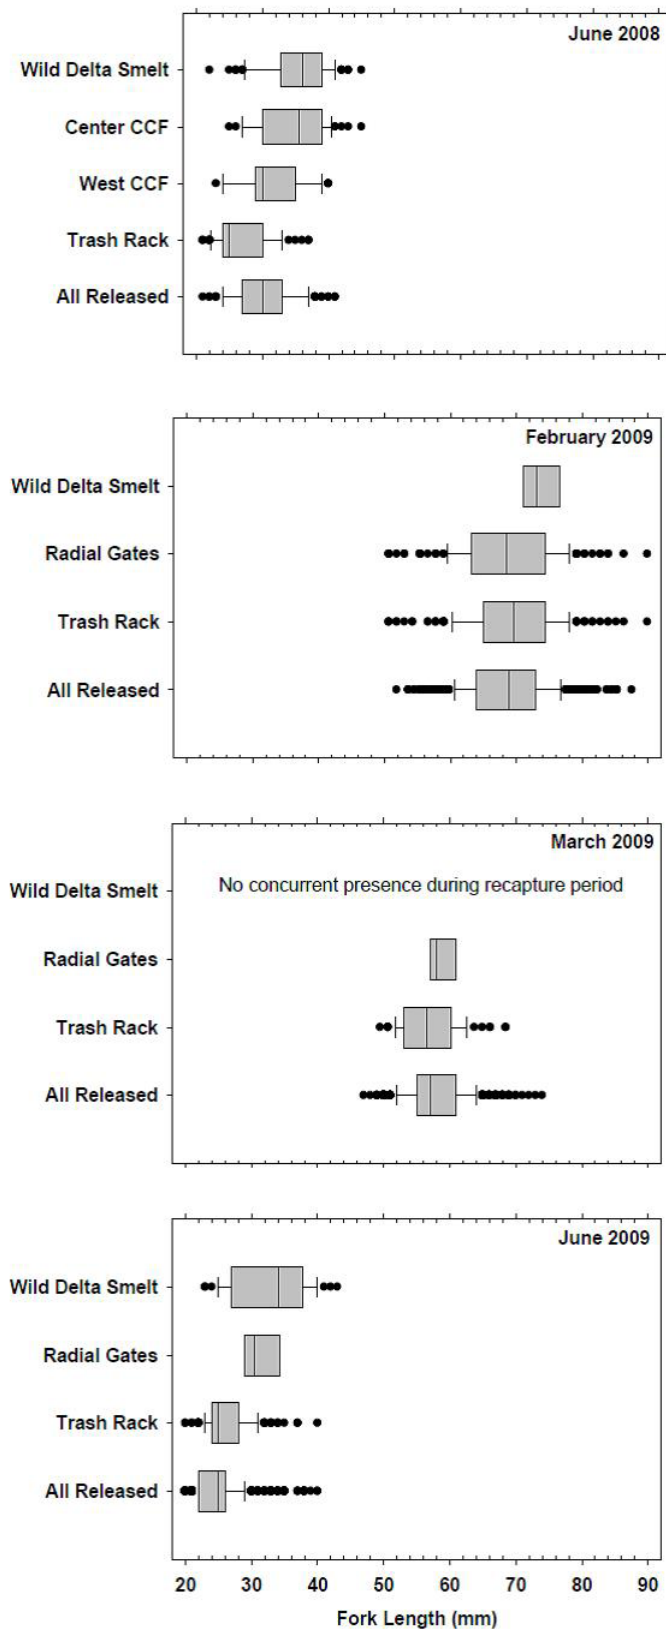 June 2008
Wild Delta Smelt
Center CCF
West CCF
Trash Rack
All Released
February 2009
Wild Delta Smelt
Radial Gates
Trash Rack
All Released
March 2009
Wild Delta Smelt
No concurrent presence during recapture period
Radial Gates
Trash Rack
All Released
June 2009
Wild Delta Smelt
Radial Gates
Trash Rack
All Released
20 30 40 50 60 70 80 90
Fork Length (mm)